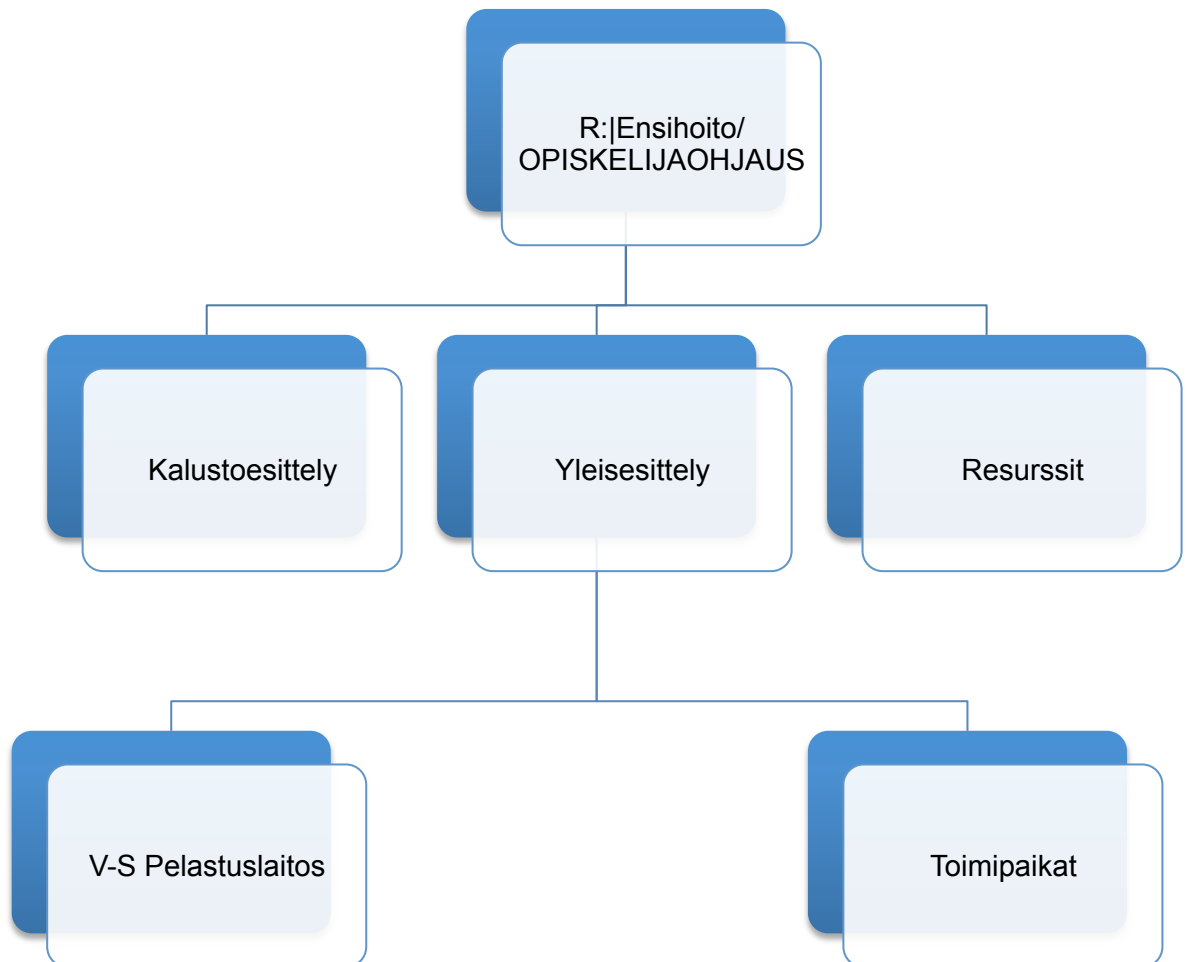 R:|Ensihoito/
OPISKELIJAOHJAUS
Kalustoesittely
Yleisesittely
Resurssit
V-S Pelastuslaitos
Toimipaikat